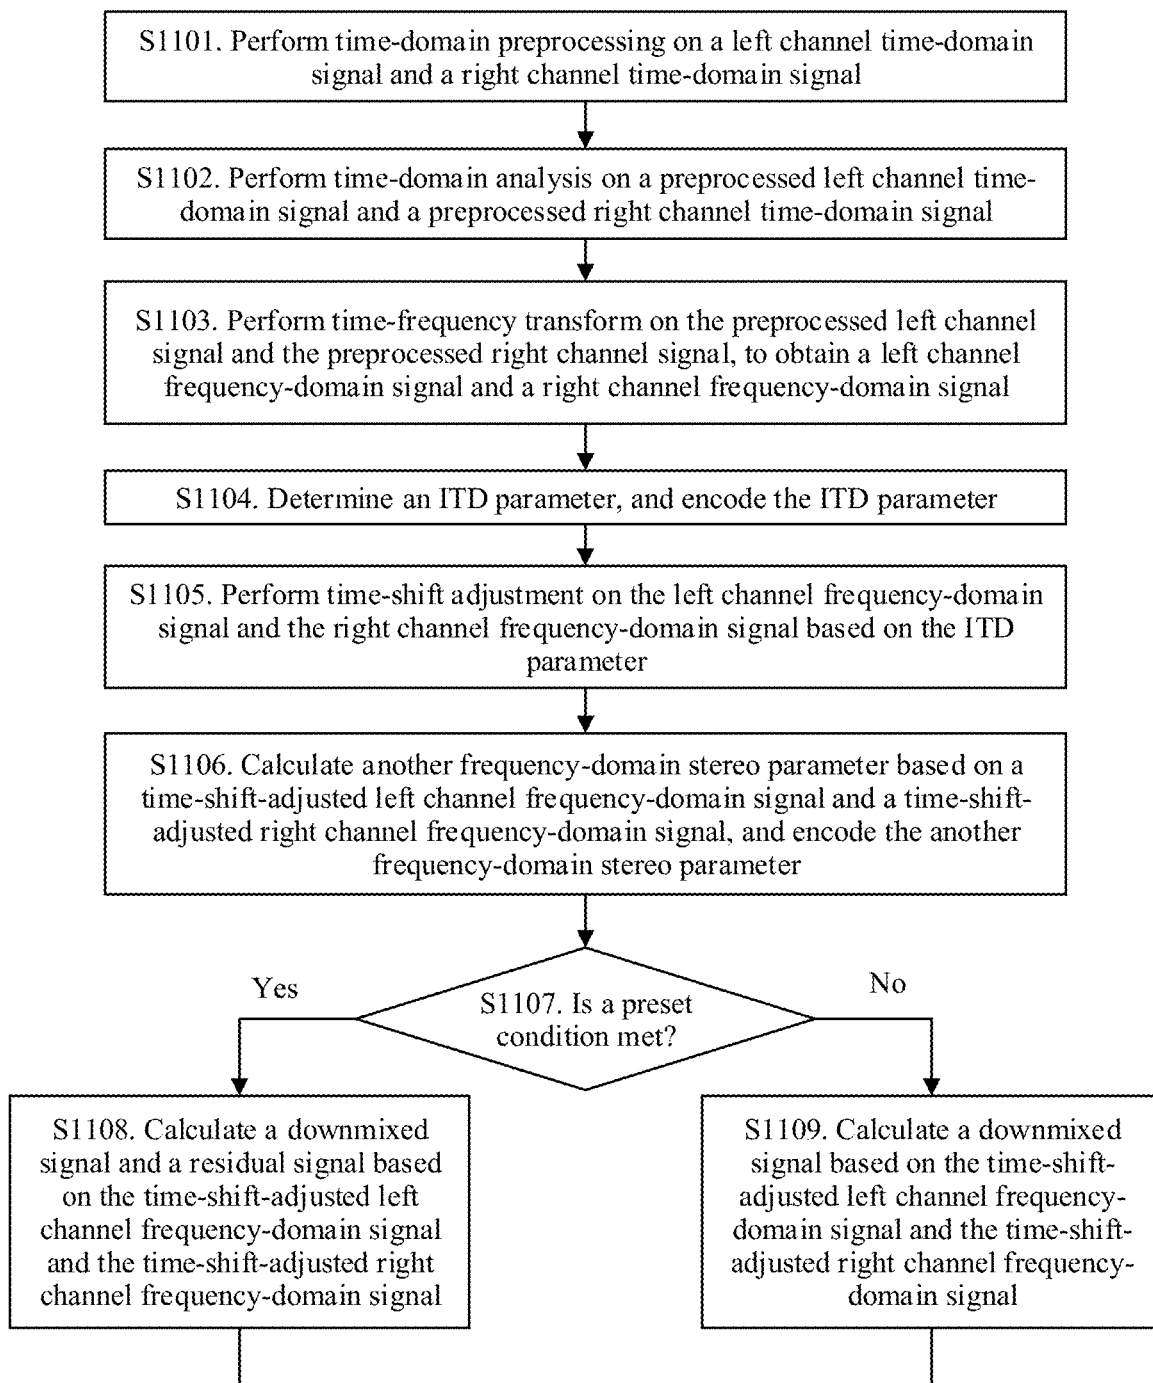 S1101. Perform time-domain preprocessing on a left channel time-domain
signal and a right channel time-domain signal
S1102. Perform time-domain analysis on a preprocessed left channel time-
domain signal and a preprocessed right channel time-domain signal
S1103. Perform time-frequency transform on the preprocessed left channel
signal and the preprocessed right channel signal, to obtain a left channel
frequency-domain signal and a right channel frequency-domain signal
S1104. Determine an ITD parameter, and encode the ITD parameter
S1105. Perform time-shift adjustment on the left channel frequency-domain
signal and the right channel frequency-domain signal based on the ITD
parameter
S1106. Calculate another frequency-domain stereo parameter based on a
time-shift-adjusted left channel frequency-domain signal and a time-shift-
adjusted right channel frequency-domain signal, and encode the another
frequency-domain stereo parameter
Yes
S1107. Is a preset
condition met?
No
S1108. Calculate a downmixed
signal and a residual signal based
on the time-shift-adjusted left
channel frequency-domain signal
and the time-shift-adjusted right
channel frequency-domain signal
S1109. Calculate a downmixed
signal based on the time-shift-
adjusted left channel frequency-
domain signal and the time-shift-
adjusted right channel frequency-
domain signal